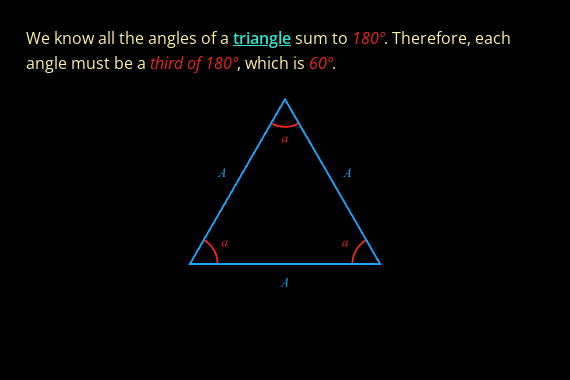 We know all the angles of a triangle sum to 180°. Therefore, each
angle must be a third of 180°, which is 60°.
a
A A
a a
A